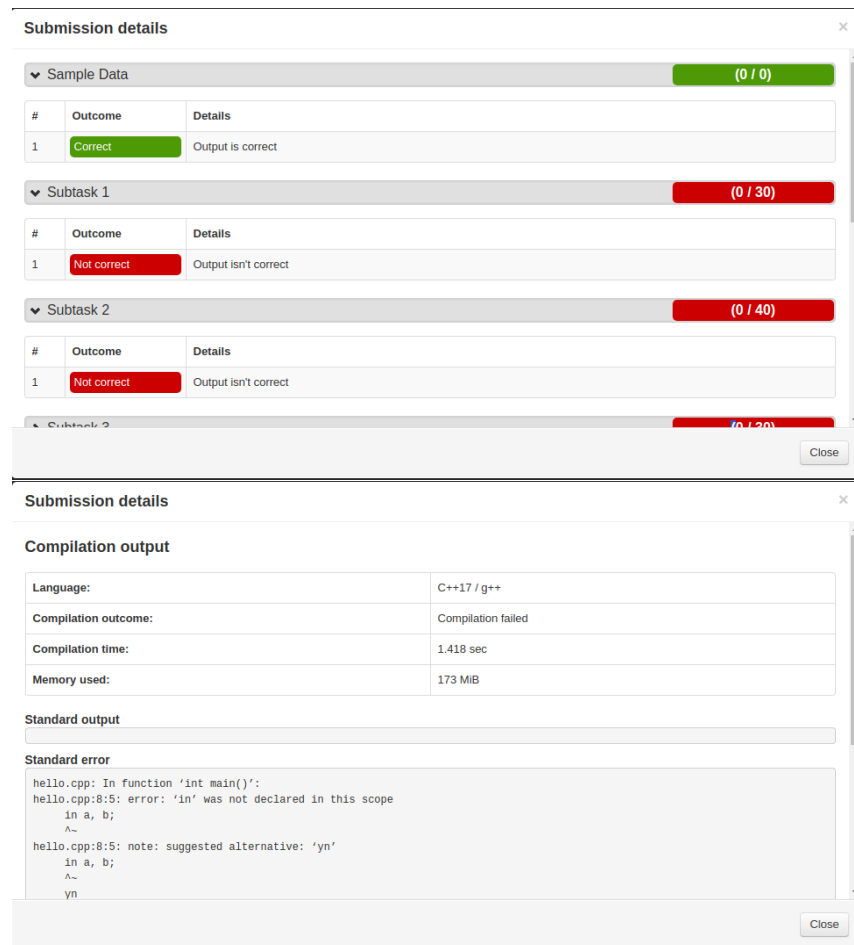 Submission details ×
Sample Data (0 / 0)
# Outcome Details
1 Correct Output is correct
Subtask 1 (0 / 30)
# Outcome Details
1 Not correct Output isn't correct
Subtask 2 (0 / 40)
# Outcome Details
1 Not correct Output isn't correct
Subtask 3 (0 / 30)
Close
Submission details ×
Compilation output
Language: C++17 / g++
Compilation outcome: Compilation failed
Compilation time: 1.418 sec
Memory used: 173 MiB
Standard output
Standard error
hello.cpp: In function ‘int main()’:
hello.cpp:8:5: error: ‘in’ was not declared in this scope
     in a, b;
     ^~
hello.cpp:8:5: note: suggested alternative: ‘yn’
     in a, b;
     ^~
     yn
Close